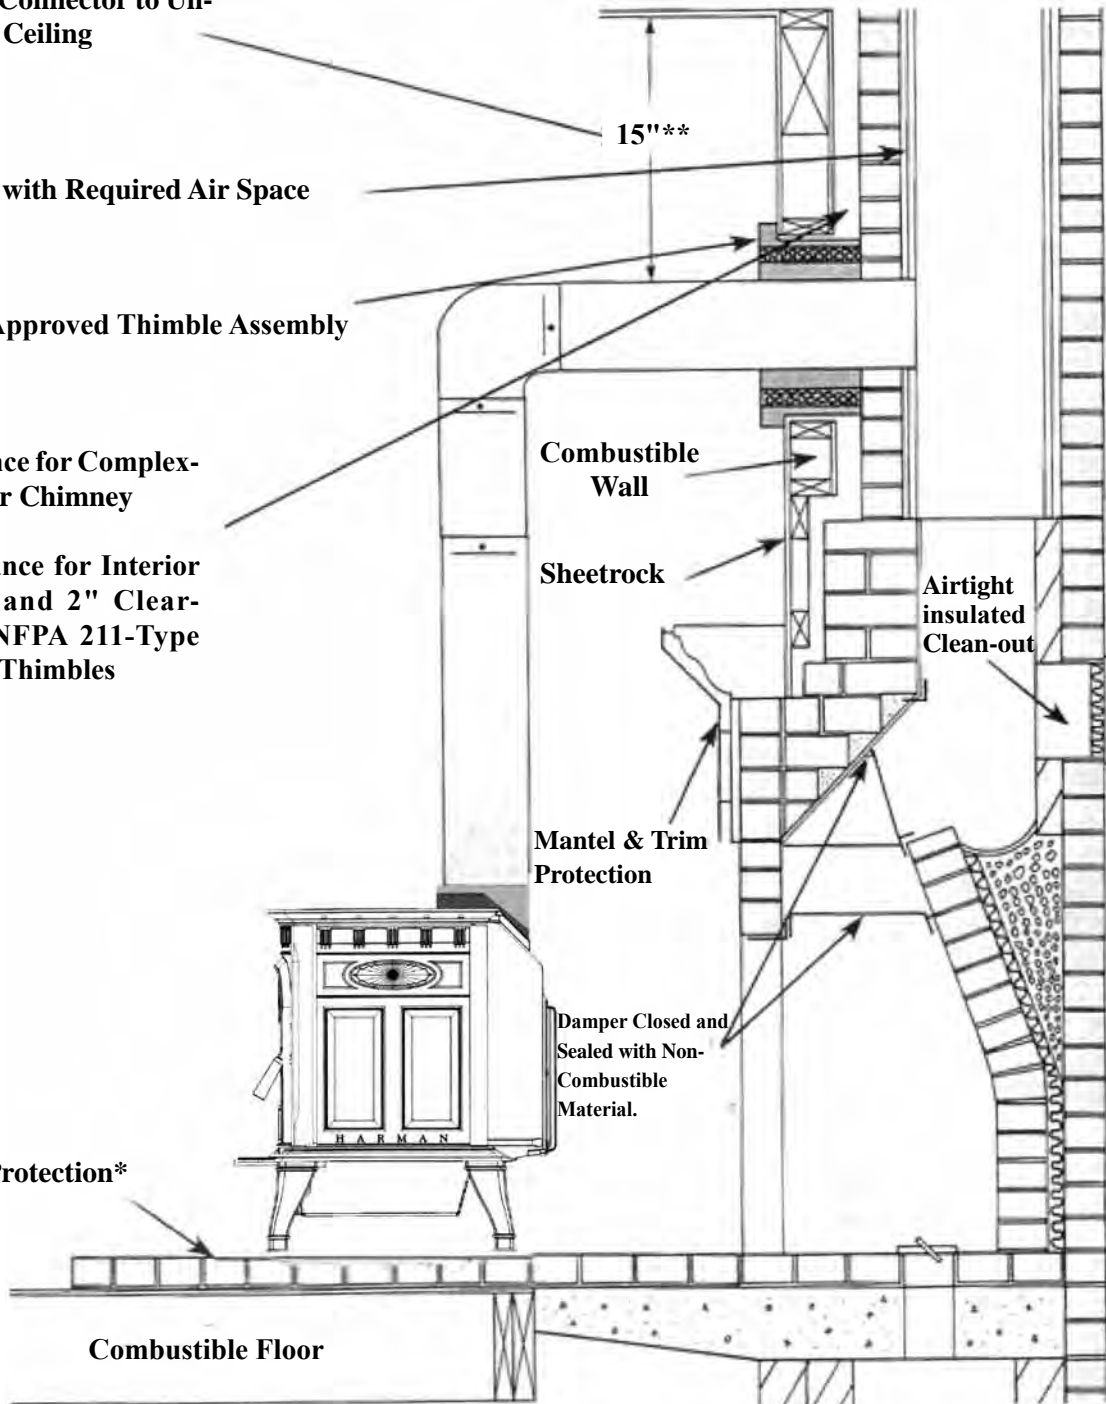 Connector to Un-
Ceiling
15"**
with Required Air Space
Approved Thimble Assembly
nce for Complex-
r Chimney
ance for Interior
and 2" Clear-
NFPA 211-Type
Thimbles
Combustible
Wall
Sheetrock
Airtight
insulated
Clean-out
Mantel & Trim
Protection
Damper Closed and
Sealed with Non-
Combustible
Material.
HARMAN
Protection*
Combustible Floor